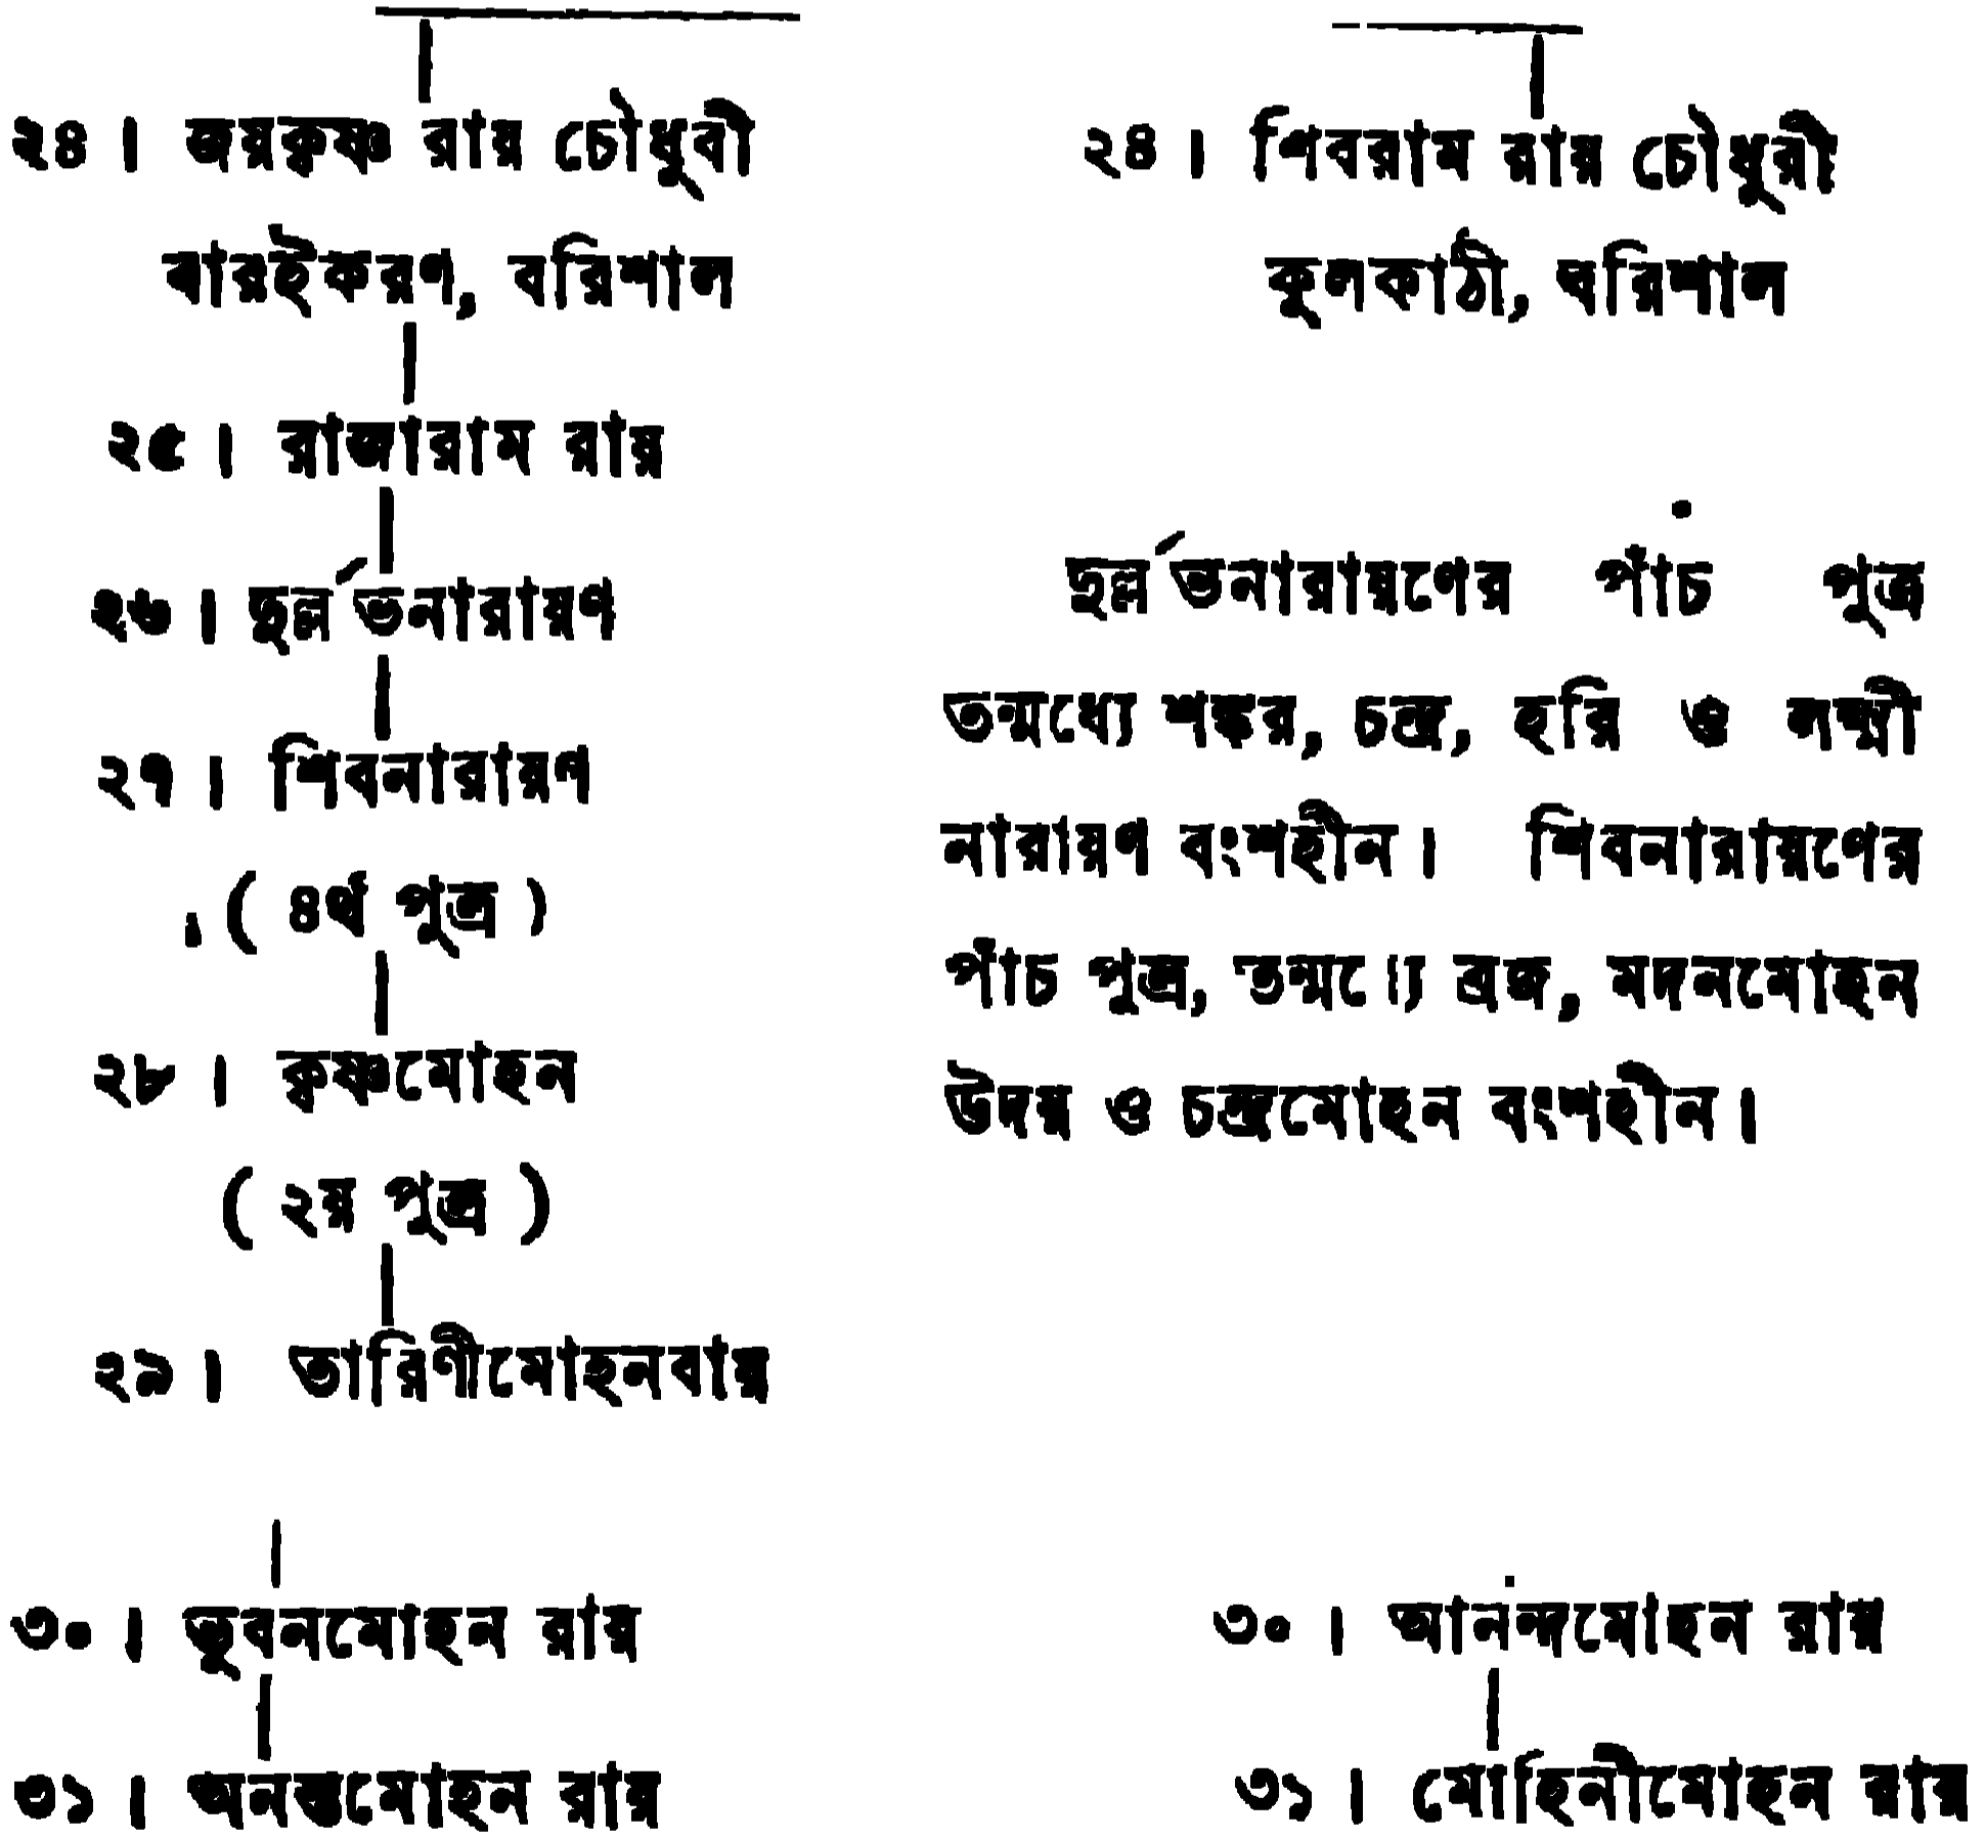 ২৪। জয়কৃষ্ণ রায় চৌধুরী
বারইকরণ, বরিশাল
২৪। শিবরাম রায় চৌধুরী
কুলকাঠী, বরিশাল
২৫। রাজারাম রায়
২৬। দুর্ল্লভনারায়ণ
২৭। শিবনারায়ণ
(৪র্থ পুত্র)
২৮। কৃষ্ণমোহন
(২য় পুত্র)
২৯। তারিণীমোহনরায়
দুর্ল্লভনারায়ণের পাঁচ পুত্র
তন্মধ্যে শঙ্কর, চন্দ্র, হরি ও লক্ষ্মী
নারায়ণ বংশহীন। শিবনারায়ণের
পাঁচ পুত্র, তন্মধ্যে ব্রজ, মদনমোহন
উদয় ও চন্দ্রমোহন বংশহীন।
৩০। ভুবনমোহন রায়
৩০। আনন্দমোহন রায়
৩১। অনন্তমোহন রায়
৩১। মোহিনীমোহন রায়